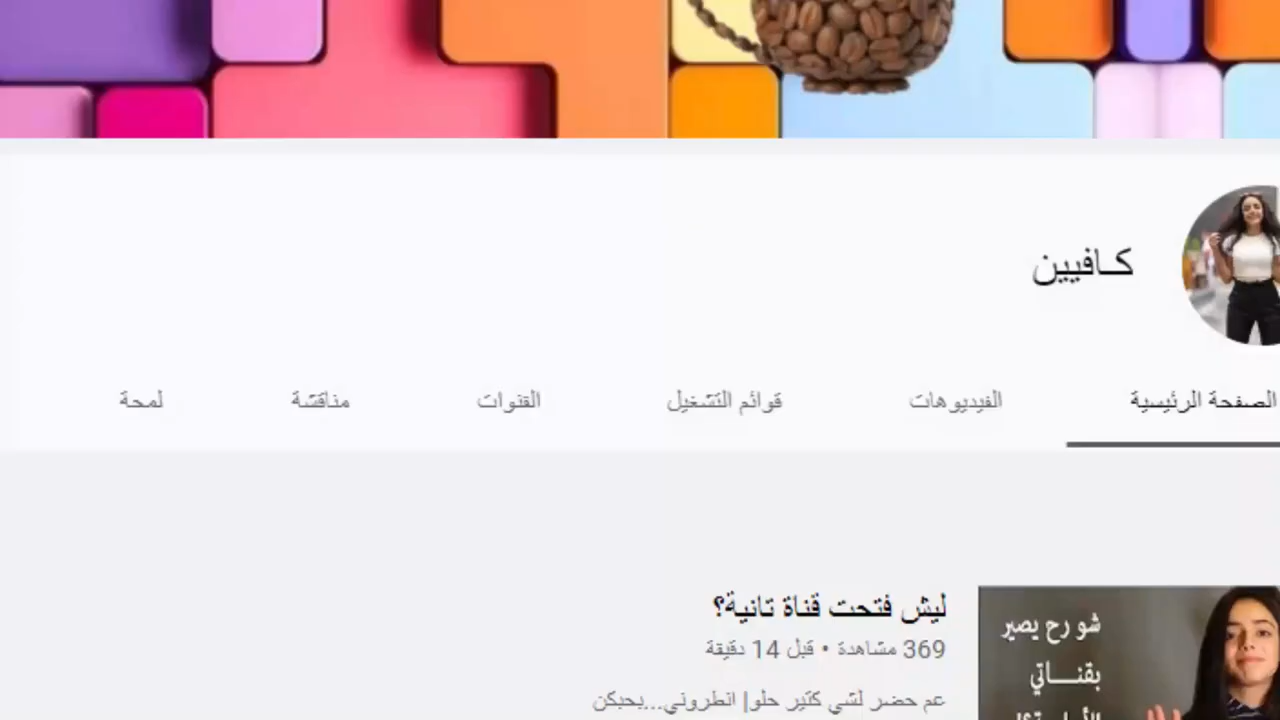 كـافيين
الصفحة الرئيسية
الفيديوهات
قوائم التشغيل
القنوات
مناقشة
لمحة
ليش فتحت قناة تانية؟
369 مشاهدة • قبل 14 دقيقة
عم حضر لشي كتير حلو| انطروني...بحبكن
شو رح يصير
بقنـــاتي